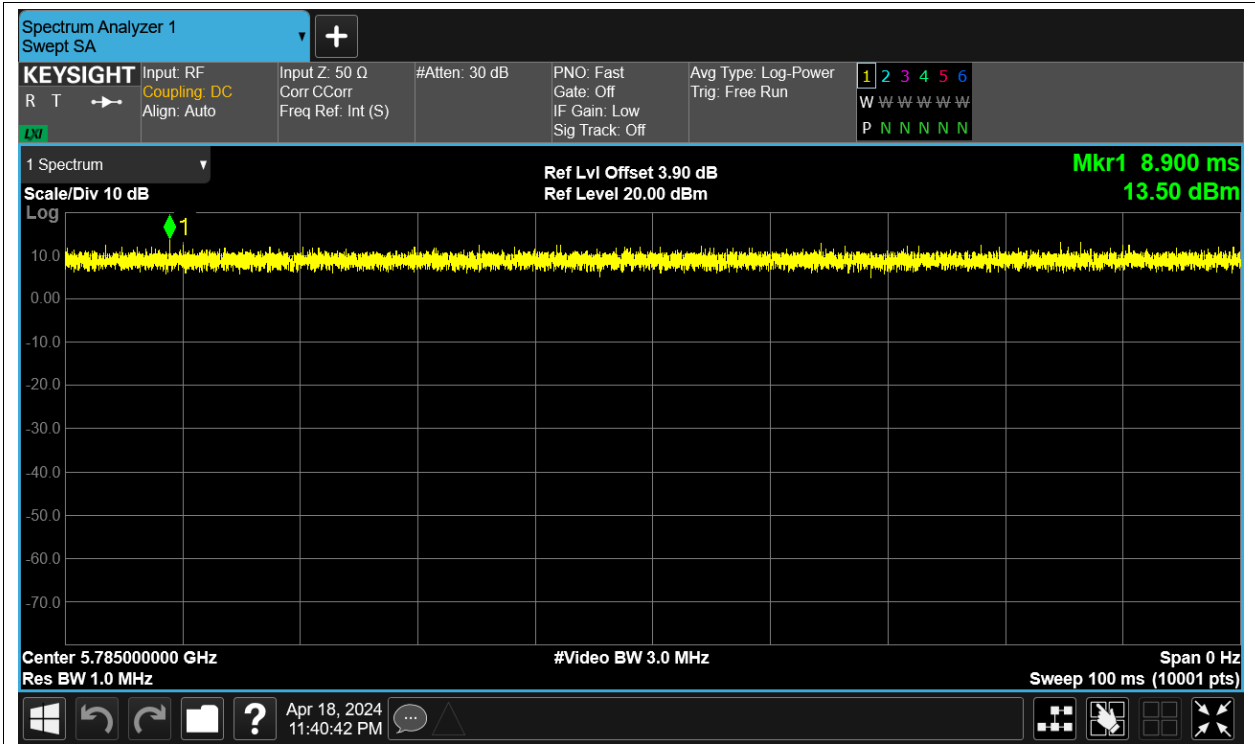 Spectrum Analyzer 1
Swept SA
KEYSIGHT
R T
LXI
Input: RF
Coupling: DC
Align: Auto
Input Z: 50 Ω
Corr CCorr
Freq Ref: Int (S)
#Atten: 30 dB
PNO: Fast
Gate: Off
IF Gain: Low
Sig Track: Off
Avg Type: Log-Power
Trig: Free Run
1 2 3 4 5 6
W W W W W W
P N N N N N
1 Spectrum
Scale/Div 10 dB
Log
Ref Lvl Offset 3.90 dB
Ref Level 20.00 dBm
Mkr1 8.900 ms
13.50 dBm
1
10.0
0.00
-10.0
-20.0
-30.0
-40.0
-50.0
-60.0
-70.0
Center 5.785000000 GHz
Res BW 1.0 MHz
#Video BW 3.0 MHz
Span 0 Hz
Sweep 100 ms (10001 pts)
?
Apr 18, 2024
11:40:42 PM